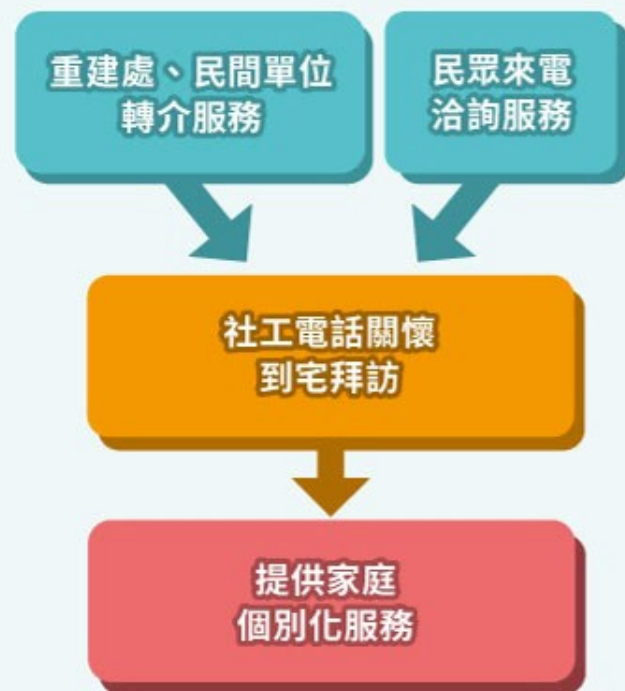 重建處、民間單位
轉介服務
民眾來電
洽詢服務
社工電話關懷
到宅拜訪
提供家庭
個別化服務